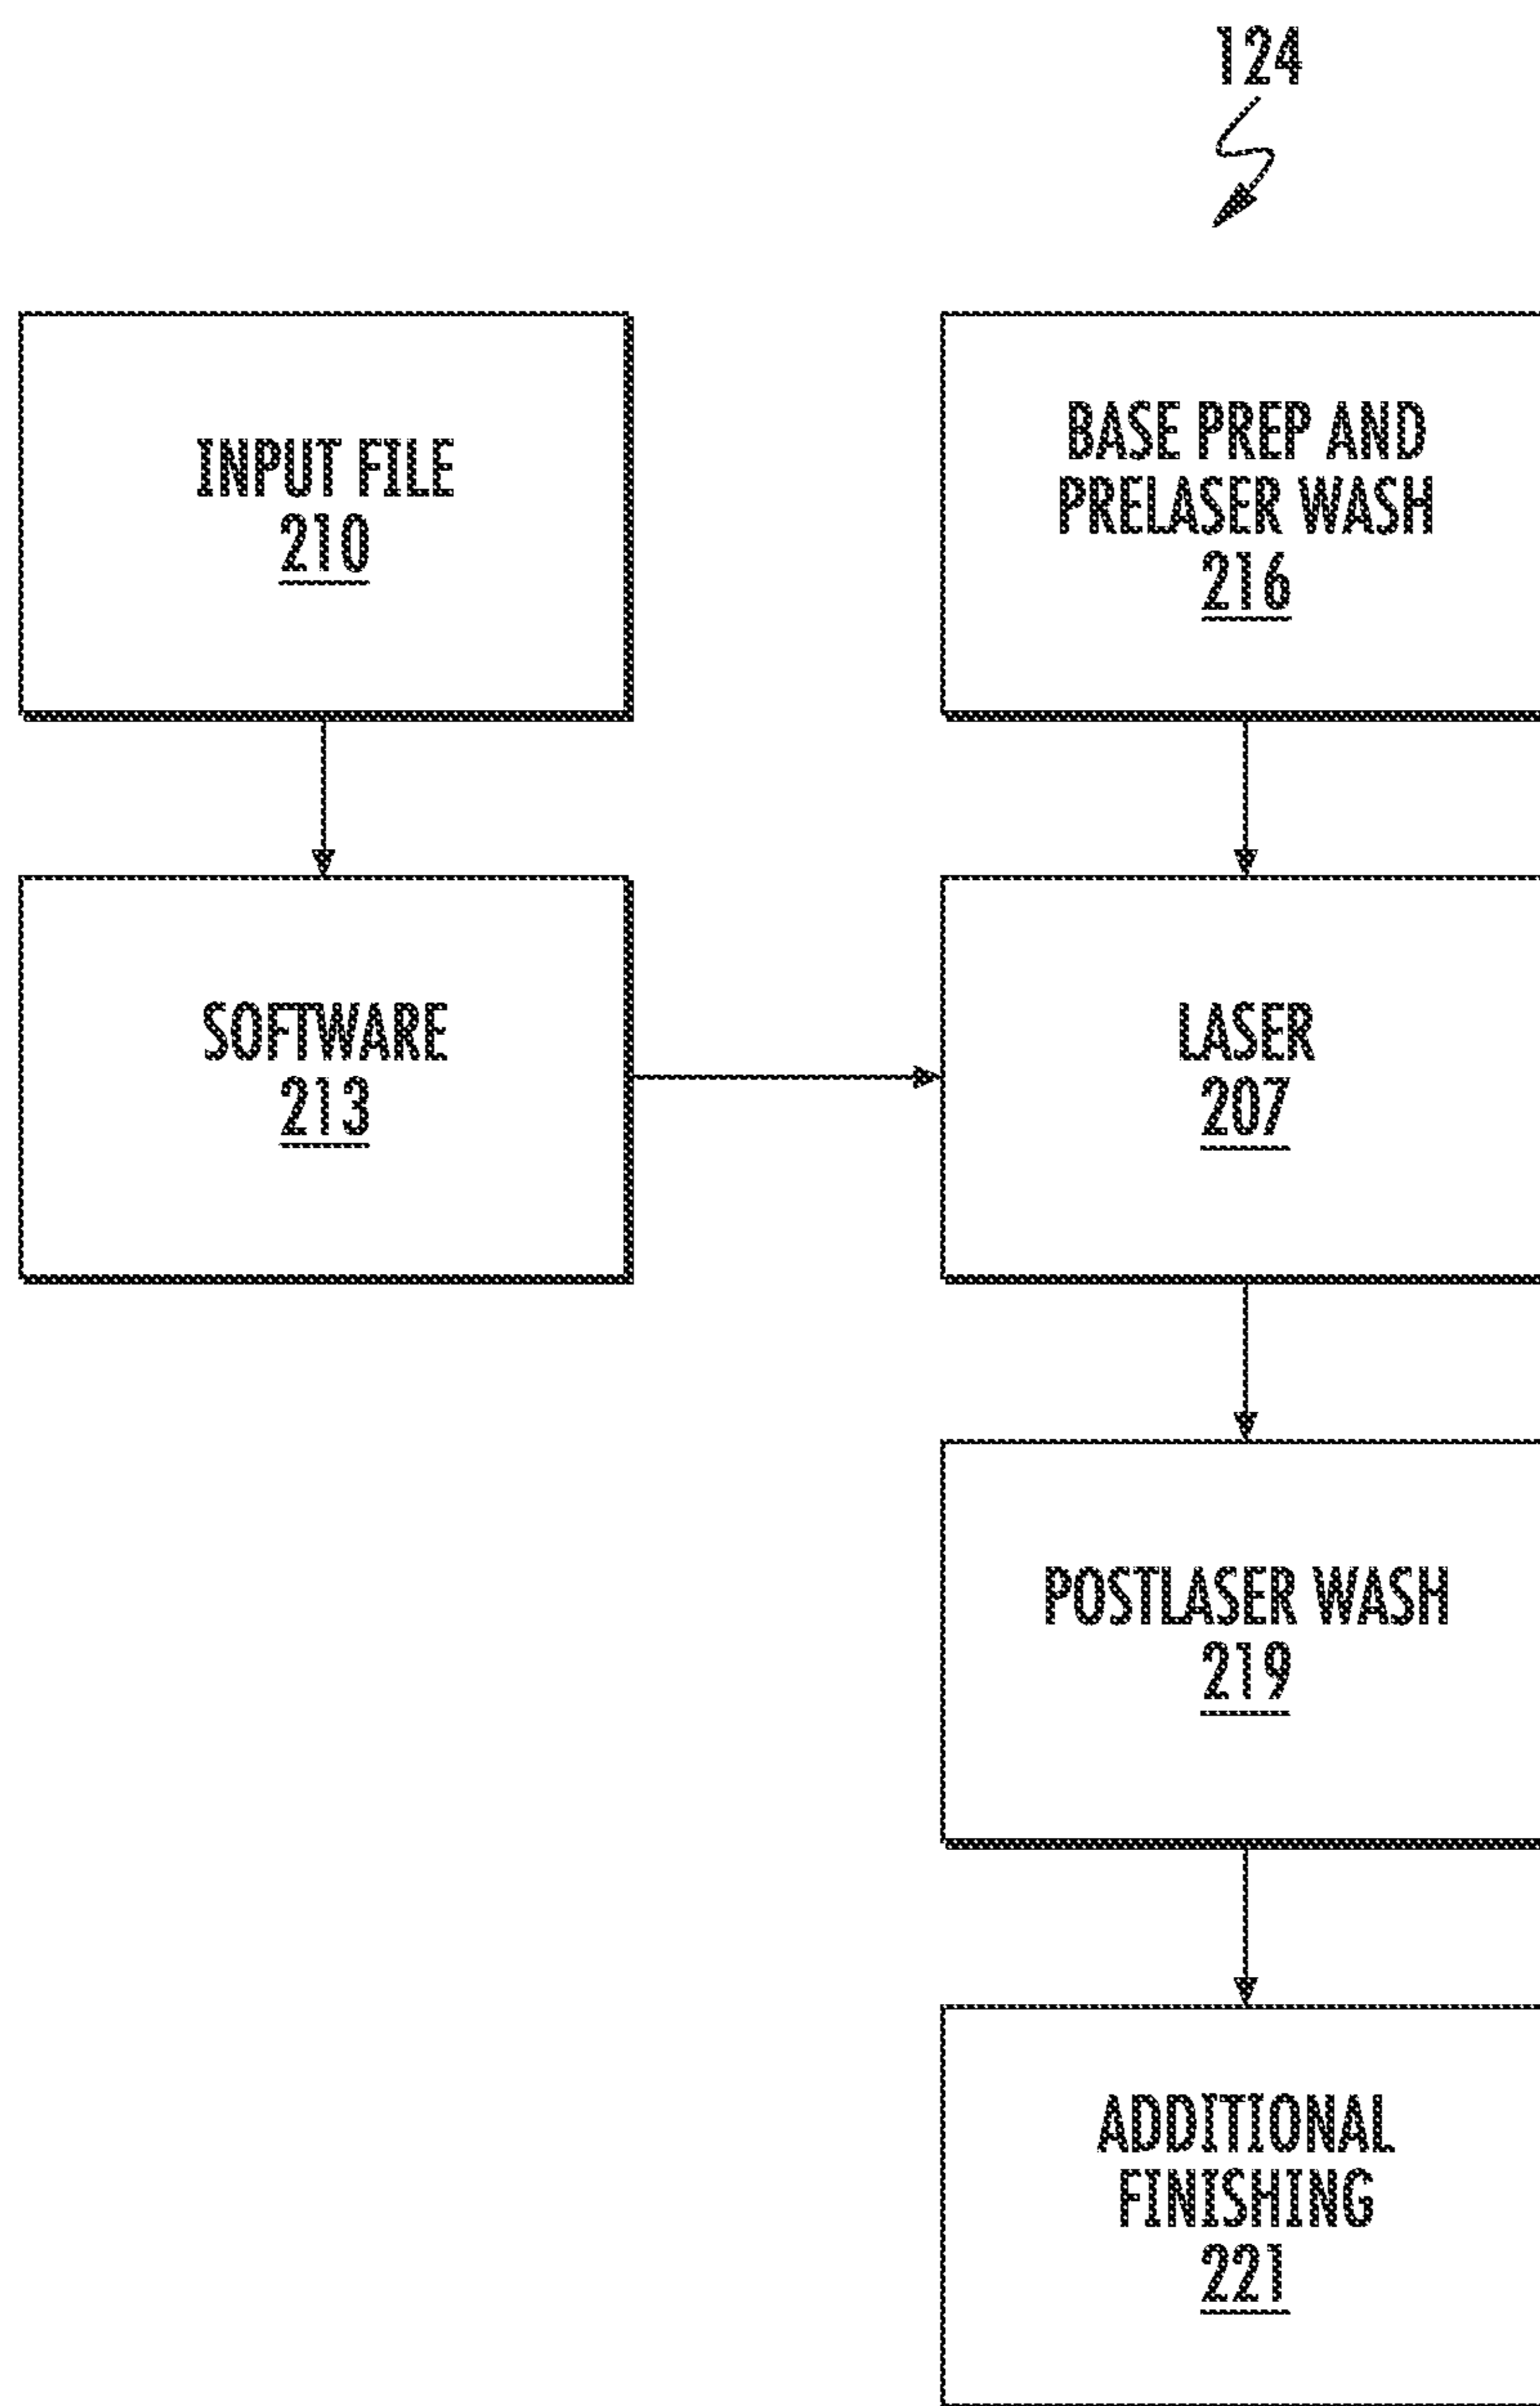 124
INPUT FILE
210
BASE PREP AND
PRELASER WASH
216
SOFTWARE
213
LASER
207
POSTLASER WASH
219
ADDITIONAL
FINISHING
221